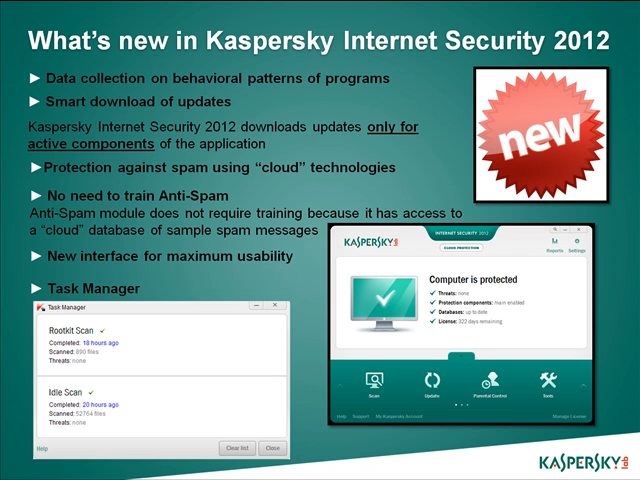 What's new in Kaspersky Internet Security 2012
► Data collection on behavioral patterns of programs
► Smart download of updates
Kaspersky Internet Security 2012 downloads updates only for
active components of the application
►Protection against spam using “cloud” technologies
► No need to train Anti-Spam
Anti-Spam module does not require training because it has access to
a “cloud” database of sample spam messages
► New interface for maximum usability
► Task Manager
new
Task Manager
Rootkit Scan
Completed: 18 hours ago
Scanned: 890 files
Threats: none
Idle Scan
Completed: 20 hours ago
Scanned: 52764 files
Threats: none
Help
Clear list
Close
KASPERSKY lab
INTERNET SECURITY 2012
CLOUD PROTECTION
Reports
Settings
Computer is protected
Threats: none
Protection components: main enabled
Databases: up to date
License: 322 days remaining
Scan
Update
Parental Control
Tools
Help
Support
My Kaspersky Account
Manage License
KASPERSKY lab